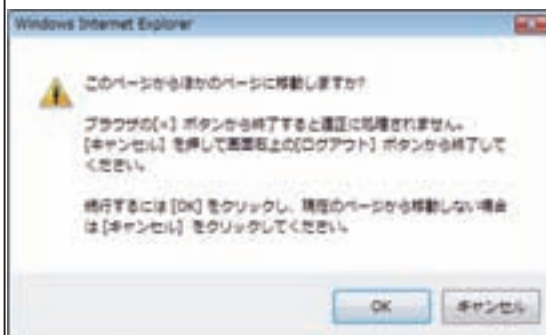 Windows Internet Explorer
このページからほかのページに移動しますか?
ブラウザの[×] ボタンから終了すると適正に処理されません。
[キャンセル] を押して画面右上の[ログアウト] ボタンから終了して
ください。
続行するには [OK] をクリックし、現在のページから移動しない場合
は [キャンセル] をクリックしてください。
OK
キャンセル